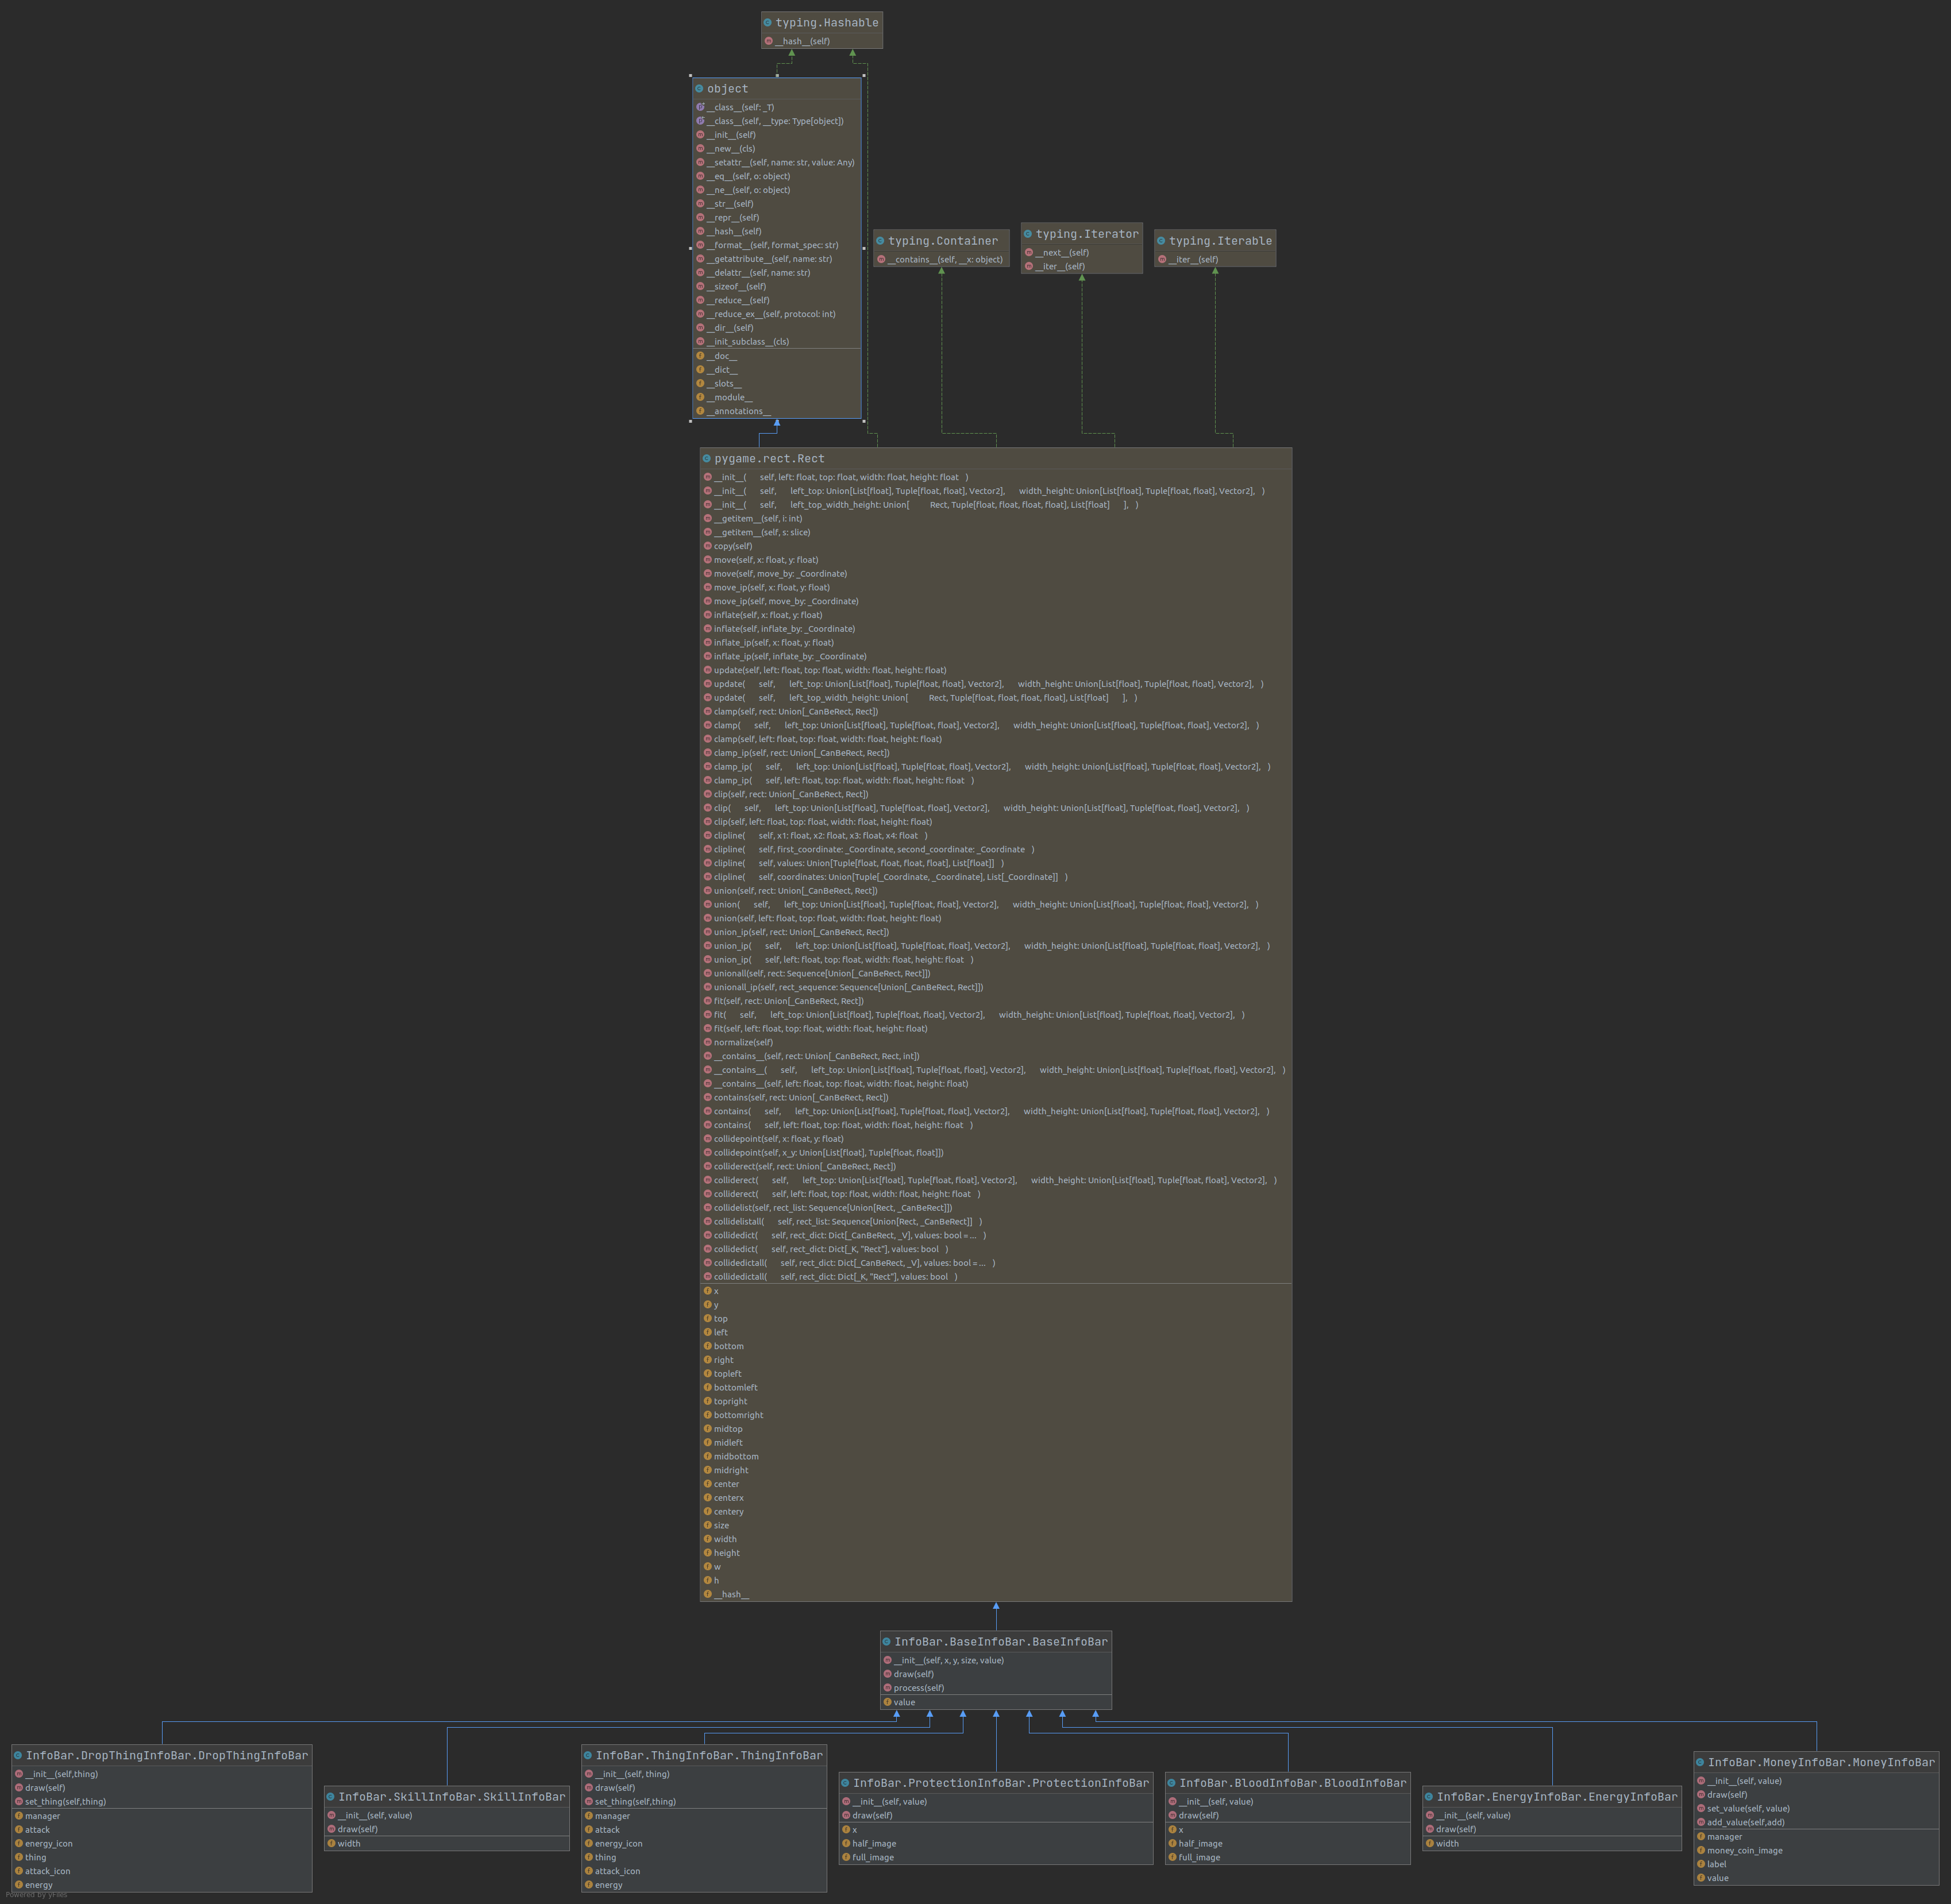 typing.Hashable
__hash__(self)
object
__class__(self: _T)
__class__(self, __type: Type[object])
__init__(self)
__new__(cls)
__setattr__(self, name: str, value: Any)
__eq__(self, o: object)
__ne__(self, o: object)
__str__(self)
__repr__(self)
__hash__(self)
__format__(self, format_spec: str)
__getattribute__(self, name: str)
__delattr__(self, name: str)
__sizeof__(self)
__reduce__(self)
__reduce_ex__(self, protocol: int)
__dir__(self)
__init_subclass__(cls)
__doc__
__dict__
__slots__
__module__
__annotations__
typing.Container
__contains__(self, __x: object)
typing.Iterator
__next__(self)
__iter__(self)
typing.Iterable
__iter__(self)
pygame.rect.Rect
__init__( self, left: float, top: float, width: float, height: float )
__init__( self, left_top: Union[List[float], Tuple[float, float], Vector2], width_height: Union[List[float], Tuple[float, float], Vector2], )
__init__( self, left_top_width_height: Union[ Rect, Tuple[float, float, float, float], List[float] ], )
__getitem__(self, i: int)
__getitem__(self, s: slice)
copy(self)
move(self, x: float, y: float)
move(self, move_by: _Coordinate)
move_ip(self, x: float, y: float)
move_ip(self, move_by: _Coordinate)
inflate(self, x: float, y: float)
inflate(self, inflate_by: _Coordinate)
inflate_ip(self, x: float, y: float)
inflate_ip(self, inflate_by: _Coordinate)
update(self, left: float, top: float, width: float, height: float)
update( self, left_top: Union[List[float], Tuple[float, float], Vector2], width_height: Union[List[float], Tuple[float, float], Vector2], )
update( self, left_top_width_height: Union[ Rect, Tuple[float, float, float, float], List[float] ], )
clamp(self, rect: Union[_CanBeRect, Rect])
clamp( self, left_top: Union[List[float], Tuple[float, float], Vector2], width_height: Union[List[float], Tuple[float, float], Vector2], )
clamp(self, left: float, top: float, width: float, height: float)
clamp_ip(self, rect: Union[_CanBeRect, Rect])
clamp_ip( self, left_top: Union[List[float], Tuple[float, float], Vector2], width_height: Union[List[float], Tuple[float, float], Vector2], )
clamp_ip( self, left: float, top: float, width: float, height: float )
clip(self, rect: Union[_CanBeRect, Rect])
clip( self, left_top: Union[List[float], Tuple[float, float], Vector2], width_height: Union[List[float], Tuple[float, float], Vector2], )
clip(self, left: float, top: float, width: float, height: float)
clipline( self, x1: float, x2: float, x3: float, x4: float )
clipline( self, first_coordinate: _Coordinate, second_coordinate: _Coordinate )
clipline( self, values: Union[Tuple[float, float, float, float], List[float]] )
clipline( self, coordinates: Union[Tuple[_Coordinate, _Coordinate], List[_Coordinate]] )
union(self, rect: Union[_CanBeRect, Rect])
union( self, left_top: Union[List[float], Tuple[float, float], Vector2], width_height: Union[List[float], Tuple[float, float], Vector2], )
union(self, left: float, top: float, width: float, height: float)
union_ip(self, rect: Union[_CanBeRect, Rect])
union_ip( self, left_top: Union[List[float], Tuple[float, float], Vector2], width_height: Union[List[float], Tuple[float, float], Vector2], )
union_ip( self, left: float, top: float, width: float, height: float )
unionall(self, rect: Sequence[Union[_CanBeRect, Rect]])
unionall_ip(self, rect_sequence: Sequence[Union[_CanBeRect, Rect]])
fit(self, rect: Union[_CanBeRect, Rect])
fit( self, left_top: Union[List[float], Tuple[float, float], Vector2], width_height: Union[List[float], Tuple[float, float], Vector2], )
fit(self, left: float, top: float, width: float, height: float)
normalize(self)
__contains__(self, rect: Union[_CanBeRect, Rect, int])
__contains__( self, left_top: Union[List[float], Tuple[float, float], Vector2], width_height: Union[List[float], Tuple[float, float], Vector2], )
__contains__(self, left: float, top: float, width: float, height: float)
contains(self, rect: Union[_CanBeRect, Rect])
contains( self, left_top: Union[List[float], Tuple[float, float], Vector2], width_height: Union[List[float], Tuple[float, float], Vector2], )
contains( self, left: float, top: float, width: float, height: float )
collidepoint(self, x: float, y: float)
collidepoint(self, x_y: Union[List[float], Tuple[float, float]])
colliderect(self, rect: Union[_CanBeRect, Rect])
colliderect( self, left_top: Union[List[float], Tuple[float, float], Vector2], width_height: Union[List[float], Tuple[float, float], Vector2], )
colliderect( self, left: float, top: float, width: float, height: float )
collidelist(self, rect_list: Sequence[Union[Rect, _CanBeRect]])
collidelistall( self, rect_list: Sequence[Union[Rect, _CanBeRect]] )
collidedict( self, rect_dict: Dict[_CanBeRect, _V], values: bool = ... )
collidedict( self, rect_dict: Dict[_K, "Rect"], values: bool )
collidedictall( self, rect_dict: Dict[_CanBeRect, _V], values: bool = ... )
collidedictall( self, rect_dict: Dict[_K, "Rect"], values: bool )
x
y
top
left
bottom
right
topleft
bottomleft
topright
bottomright
midtop
midleft
midbottom
midright
center
centerx
centery
size
width
height
w
h
__hash__
InfoBar.BaseInfoBar.BaseInfoBar
__init__(self, x, y, size, value)
draw(self)
process(self)
value
InfoBar.DropThingInfoBar.DropThingInfoBar
__init__(self,thing)
draw(self)
set_thing(self,thing)
manager
attack
energy_icon
thing
attack_icon
energy
InfoBar.SkillInfoBar.SkillInfoBar
__init__(self, value)
draw(self)
width
InfoBar.ThingInfoBar.ThingInfoBar
__init__(self, thing)
draw(self)
set_thing(self,thing)
manager
attack
energy_icon
thing
attack_icon
energy
InfoBar.ProtectionInfoBar.ProtectionInfoBar
__init__(self, value)
draw(self)
x
half_image
full_image
InfoBar.BloodInfoBar.BloodInfoBar
__init__(self, value)
draw(self)
x
half_image
full_image
InfoBar.EnergyInfoBar.EnergyInfoBar
__init__(self, value)
draw(self)
width
InfoBar.MoneyInfoBar.MoneyInfoBar
__init__(self, value)
draw(self)
set_value(self, value)
add_value(self,add)
manager
money_coin_image
label
value
Powered by yFiles